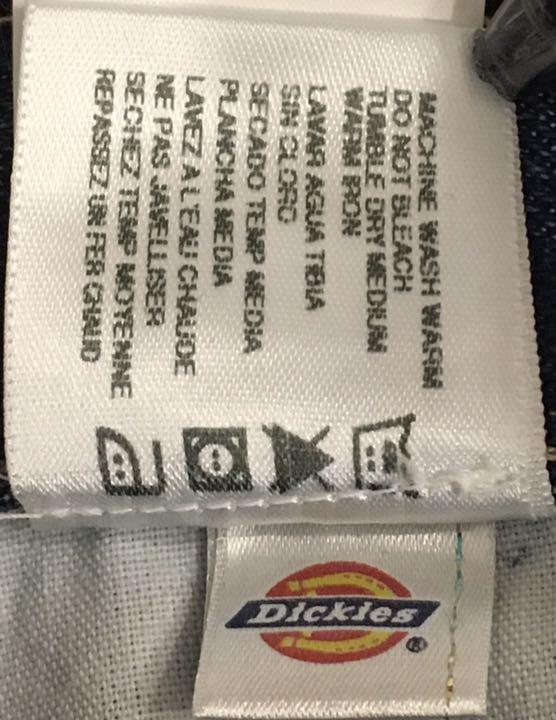 MACHINE WASH WARM
DO NOT BLEACH
TUMBLE DRY MEDIUM
WARM IRON
LAVAR AGUA TIBIA
SIN CLORO
SECADO TEMP MEDIA
PLANCHA MEDIA
LAVEZ A L'EAU CHAUDE
NE PAS JAVELLISER
SECHEZ TEMP MOYENNE
REPASSEZ UN FER CHAUD
Dickies®